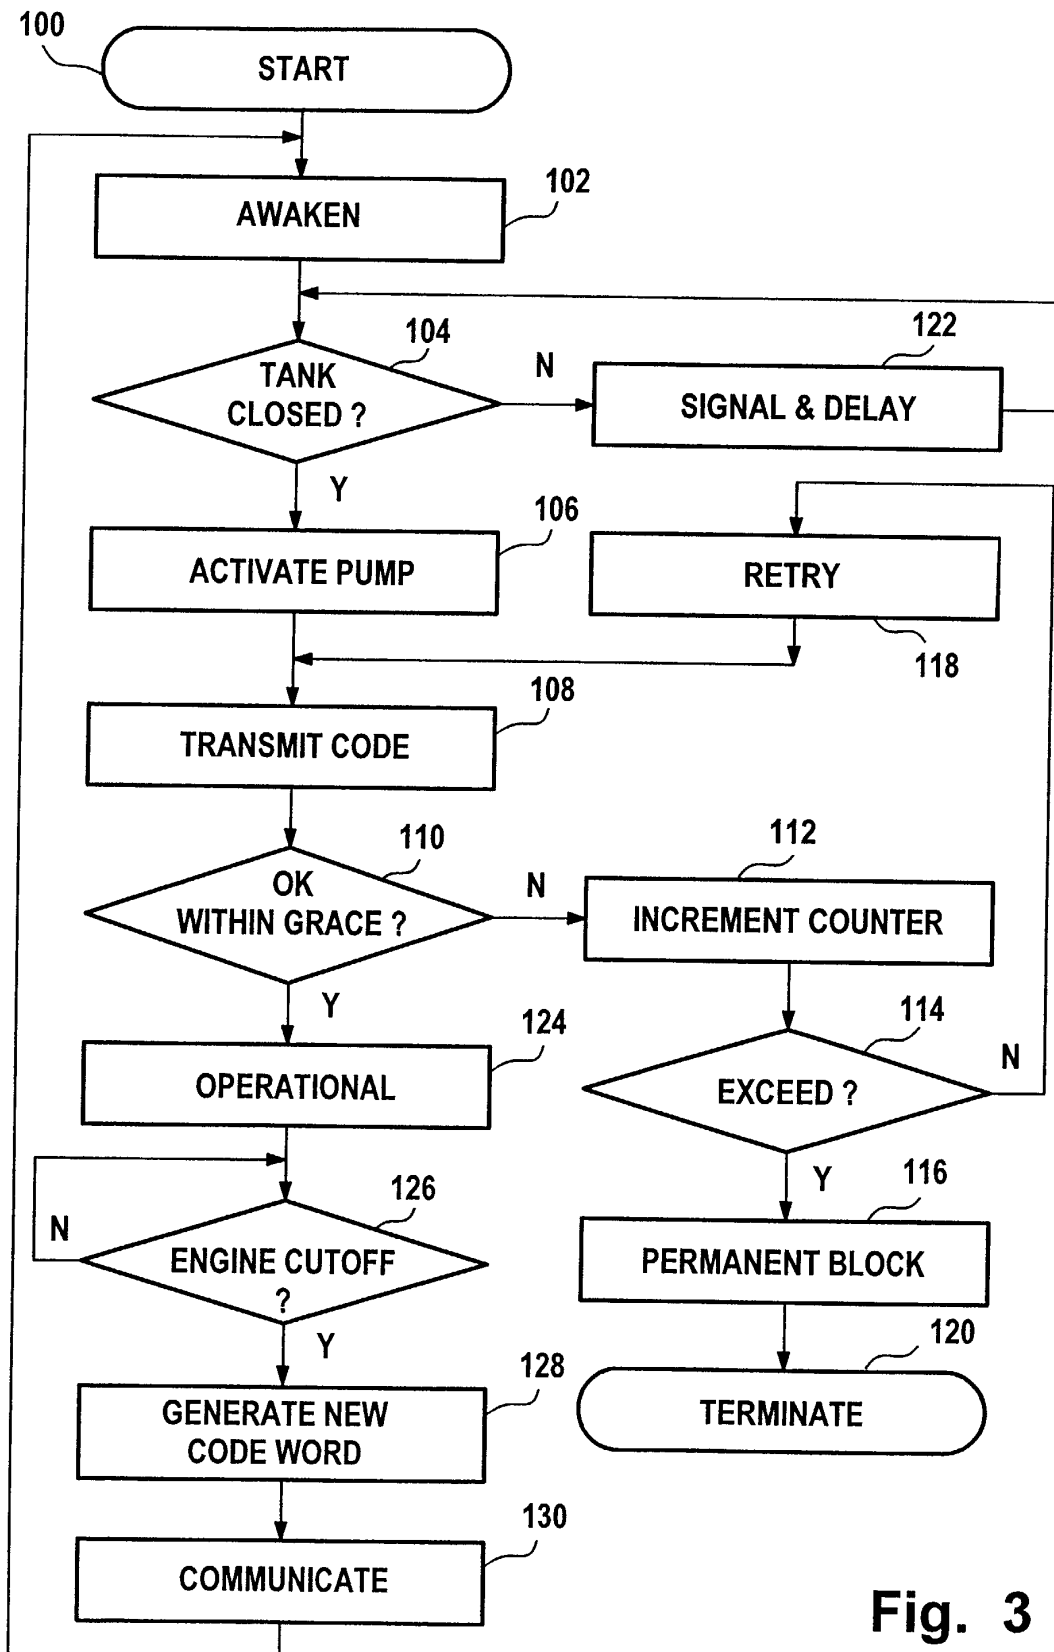 100
START
102
AWAKEN
104
TANK
CLOSED ?
N
122
SIGNAL & DELAY
Y
106
ACTIVATE PUMP
RETRY
118
108
TRANSMIT CODE
110
OK
WITHIN GRACE ?
N
112
INCREMENT COUNTER
Y
114
EXCEED ?
N
124
OPERATIONAL
Y
116
PERMANENT BLOCK
126
N
ENGINE CUTOFF
?
Y
120
TERMINATE
128
GENERATE NEW
CODE WORD
130
COMMUNICATE
Fig. 3